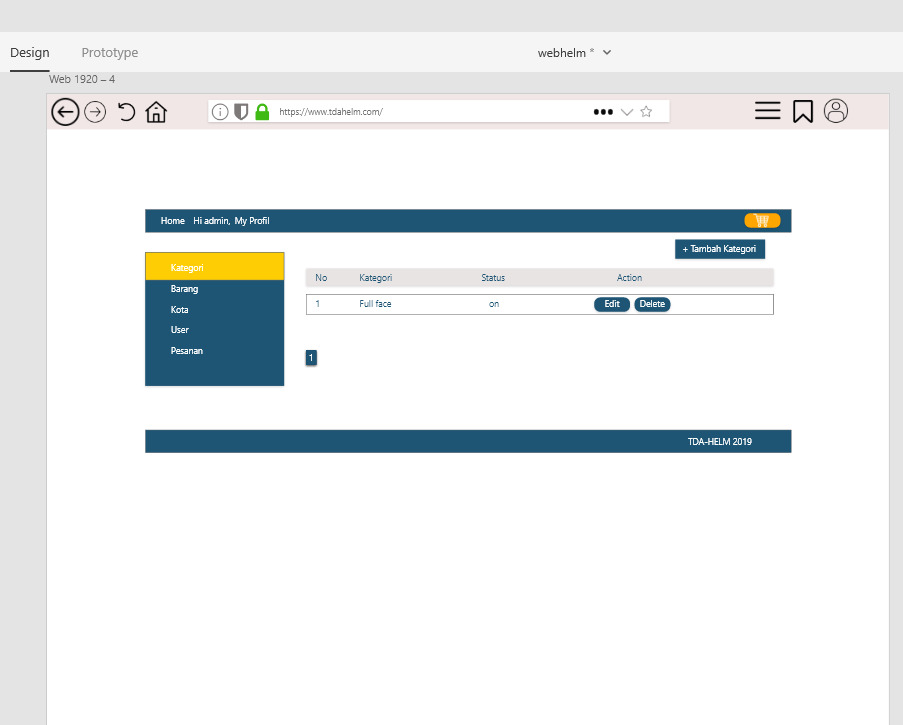 Design Prototype webhelm *
Web 1920 – 4
https://www.tdahelm.com/
Home Hi admin, My Profil
+ Tambah Kategori
Kategori
Barang
Kota
User
Pesanan
No Kategori Status Action
1 Full face on Edit Delete
1
TDA-HELM 2019